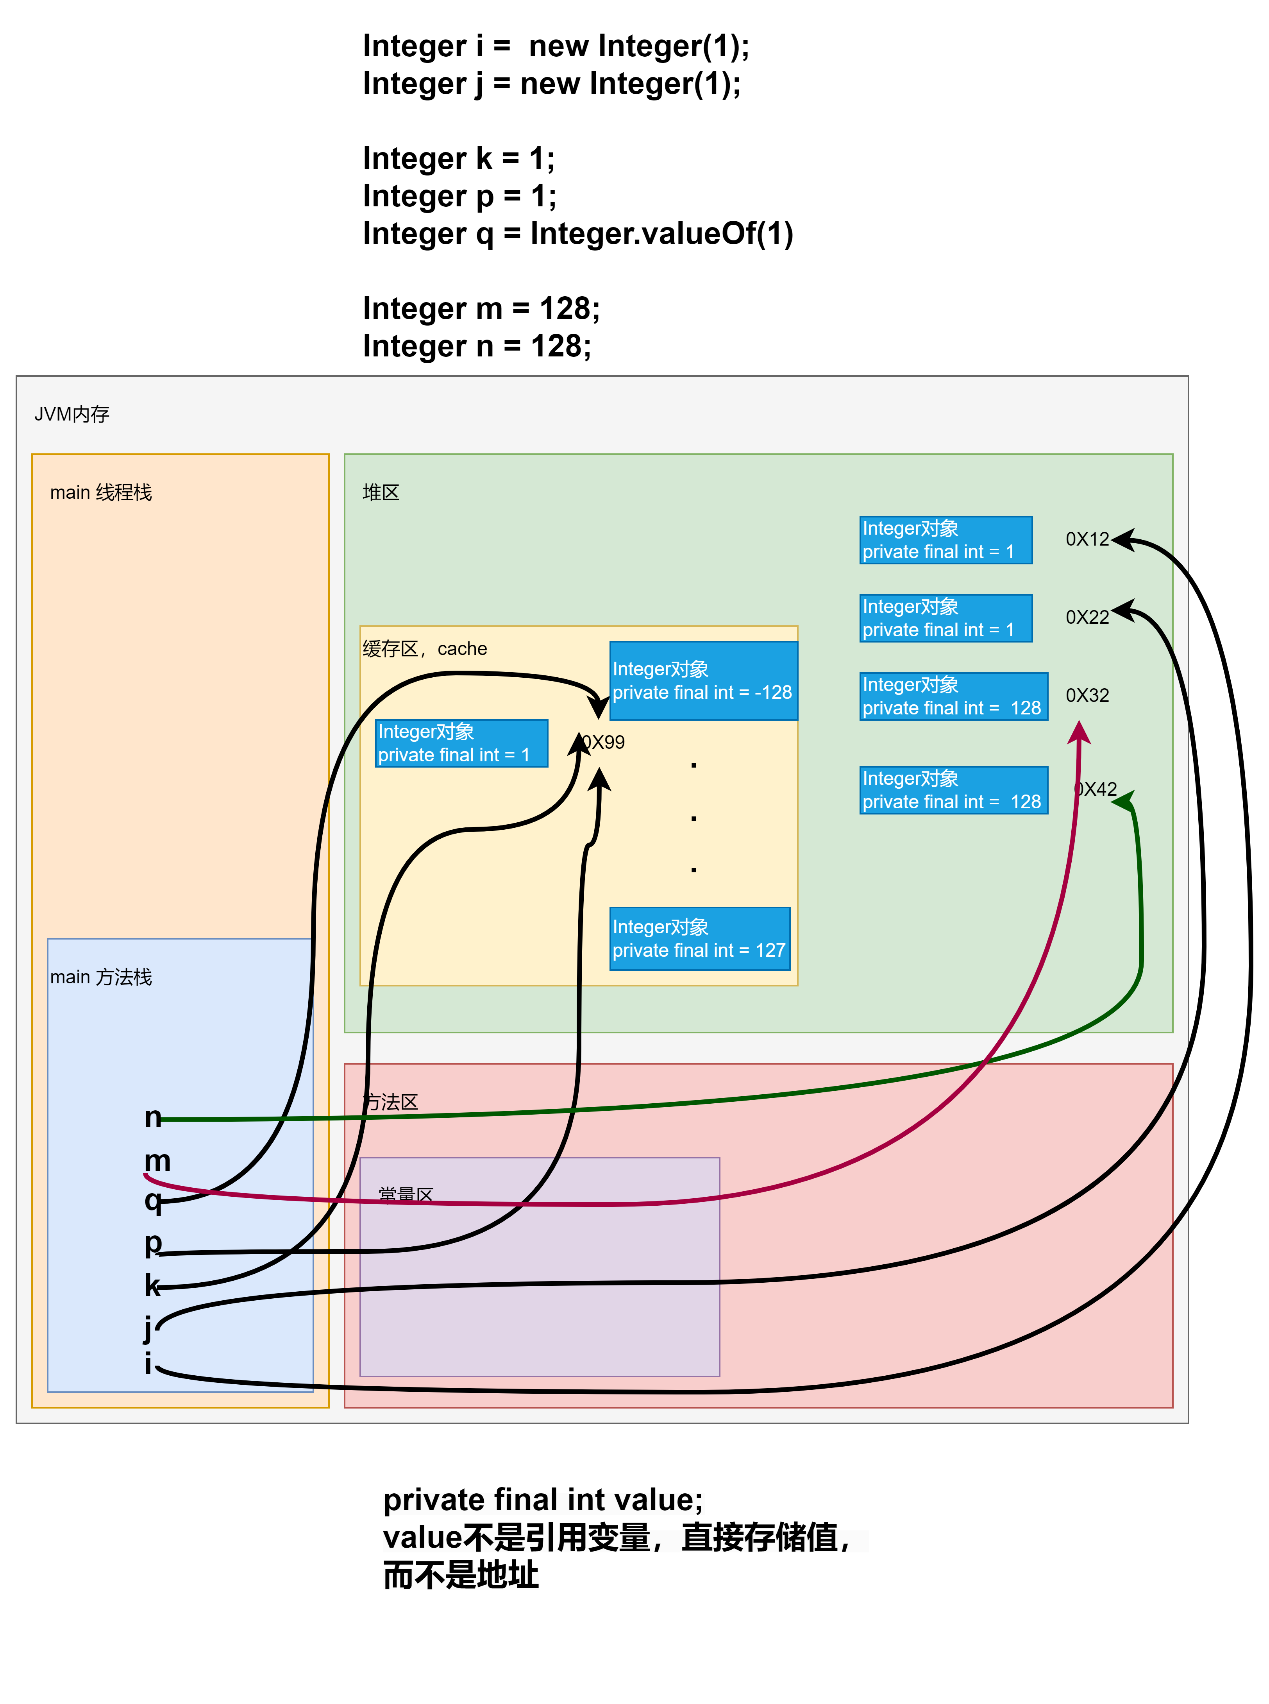 Integer i =  new Integer(1);
Integer j = new Integer(1);
Integer k = 1;
Integer p = 1;
Integer q = Integer.valueOf(1)
Integer m = 128;
Integer n = 128;
JVM内存
main 线程栈
堆区
Integer对象
private final int = 1
0X12
Integer对象
private final int = 1
0X22
缓存区，cache
Integer对象
private final int = -128
Integer对象
private final int =  128
0X32
Integer对象
private final int = 1
0X99
.
.
.
Integer对象
private final int =  128
0X42
Integer对象
private final int = 127
main 方法栈
方法区
常量区
n
m
q
p
k
j
i
private final int value;
value不是引用变量，直接存储值，
而不是地址